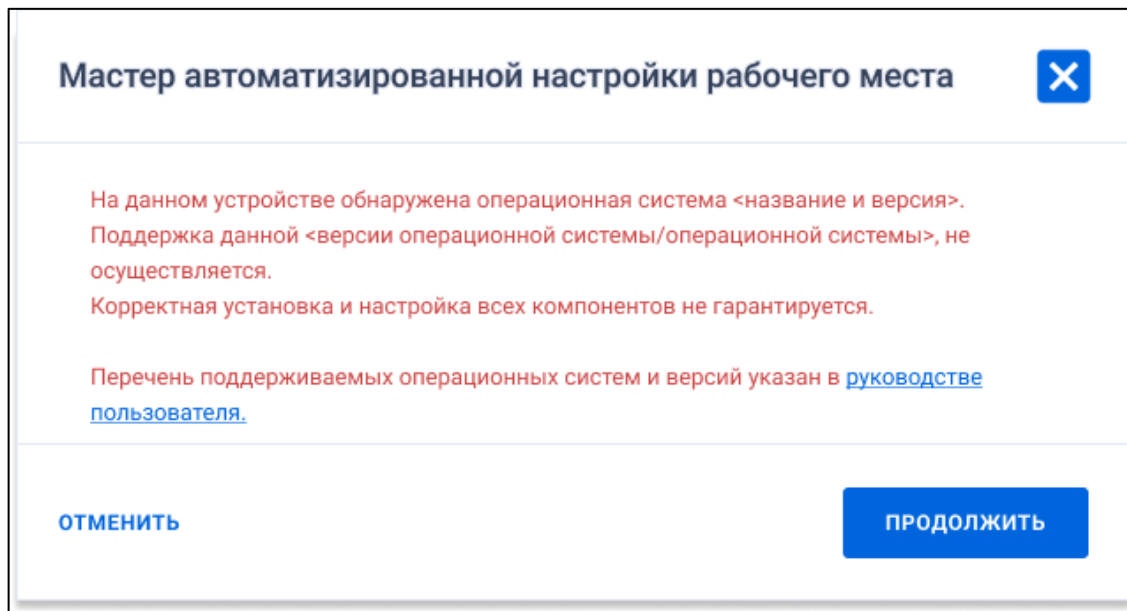 Мастер автоматизированной настройки рабочего места
На данном устройстве обнаружена операционная система <название и версия>.
Поддержка данной <версии операционной системы/операционной системы>, не
осуществляется.
Корректная установка и настройка всех компонентов не гарантируется.
Перечень поддерживаемых операционных систем и версий указан в руководстве
пользователя.
ОТМЕНИТЬ
ПРОДОЛЖИТЬ